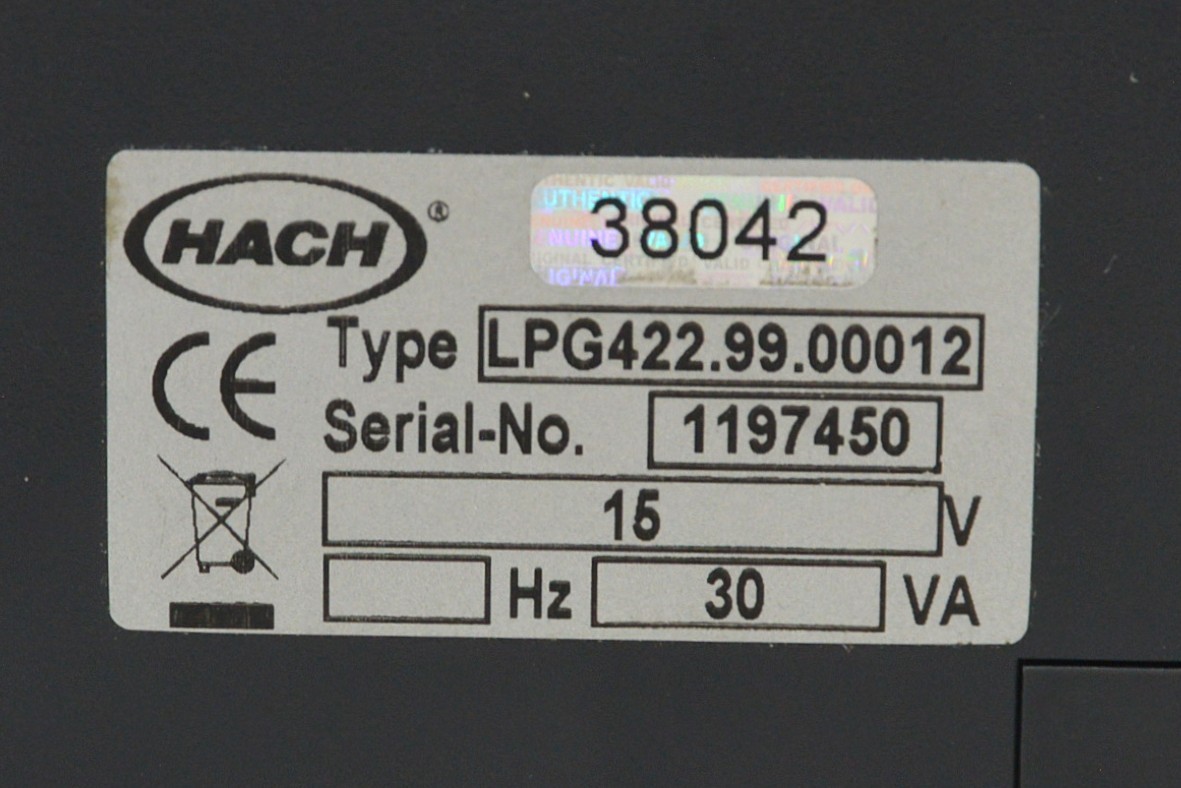 HACH®
38042
Type LPG422.99.00012
Serial-No. 1197450
15 V
Hz 30 VA